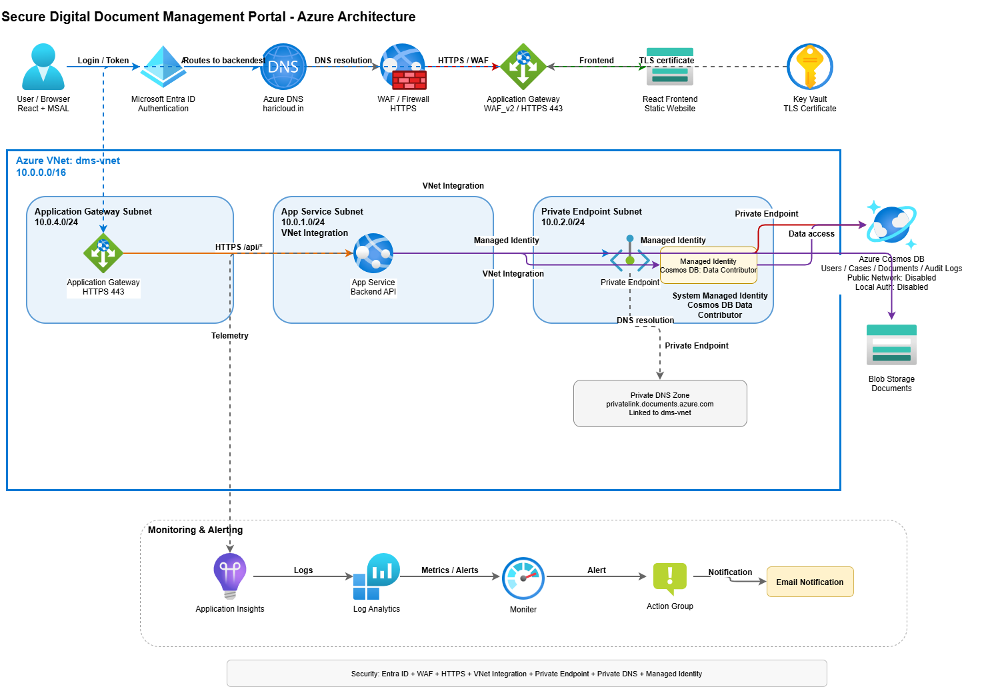 Secure Digital Document Management Portal - Azure Architecture
Login / Token
Routes to backend
DNS resolution
HTTPS / WAF
Frontend
TLS certificate
DNS
User / Browser
React + MSAL
Microsoft Entra ID
Authentication
Azure DNS
haricloud.in
WAF / Firewall
HTTPS
Application Gateway
WAF_v2 / HTTPS 443
React Frontend
Static Website
Key Vault
TLS Certificate
Azure VNet: dms-vnet
10.0.0.0/16
VNet Integration
Application Gateway Subnet
10.0.4.0/24
App Service Subnet
10.0.1.0/24
VNet Integration
Private Endpoint Subnet
10.0.2.0/24
Private Endpoint
Data access
HTTPS /api/*
Managed Identity
Managed Identity
VNet Integration
Managed Identity
Cosmos DB: Data Contributor
Application Gateway
HTTPS 443
App Service
Backend API
Private Endpoint
System Managed Identity
Cosmos DB Data
Contributor
Azure Cosmos DB
Users / Cases / Documents / Audit Logs
Public Network: Disabled
Local Auth: Disabled
DNS resolution
Private Endpoint
Telemetry
Blob Storage
Documents
Private DNS Zone
privatelink.documents.azure.com
Linked to dms-vnet
Monitoring & Alerting
Logs
Metrics / Alerts
Alert
Notification
Email Notification
Application Insights
Log Analytics
Moniter
Action Group
Security: Entra ID + WAF + HTTPS + VNet Integration + Private Endpoint + Private DNS + Managed Identity